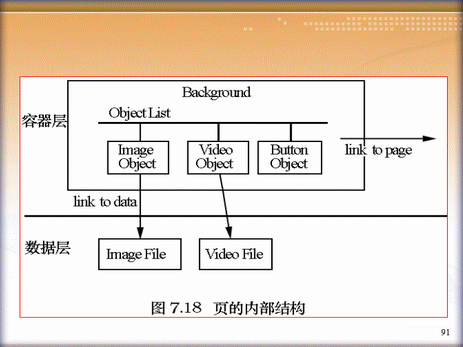 Background
容器层
Object List
Image
Object
Video
Object
Button
Object
link to page
link to data
数据层
Image File
Video File
图 7.18 页的内部结构
91